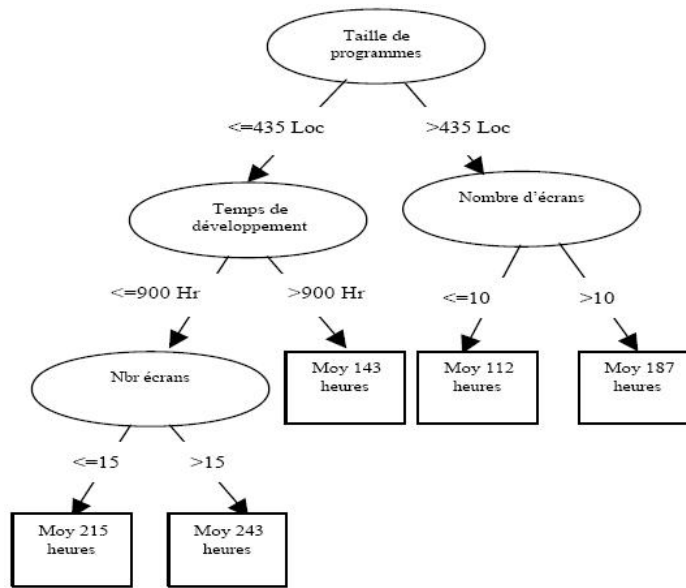 Taille de
programmes
<=435 Loc
>435 Loc
Temps de
développement
Nombre d'écrans
<=900 Hr
>900 Hr
<=10
>10
Nbr écrans
Moy 143
heures
Moy 112
heures
Moy 187
heures
<=15
>15
Moy 215
heures
Moy 243
heures